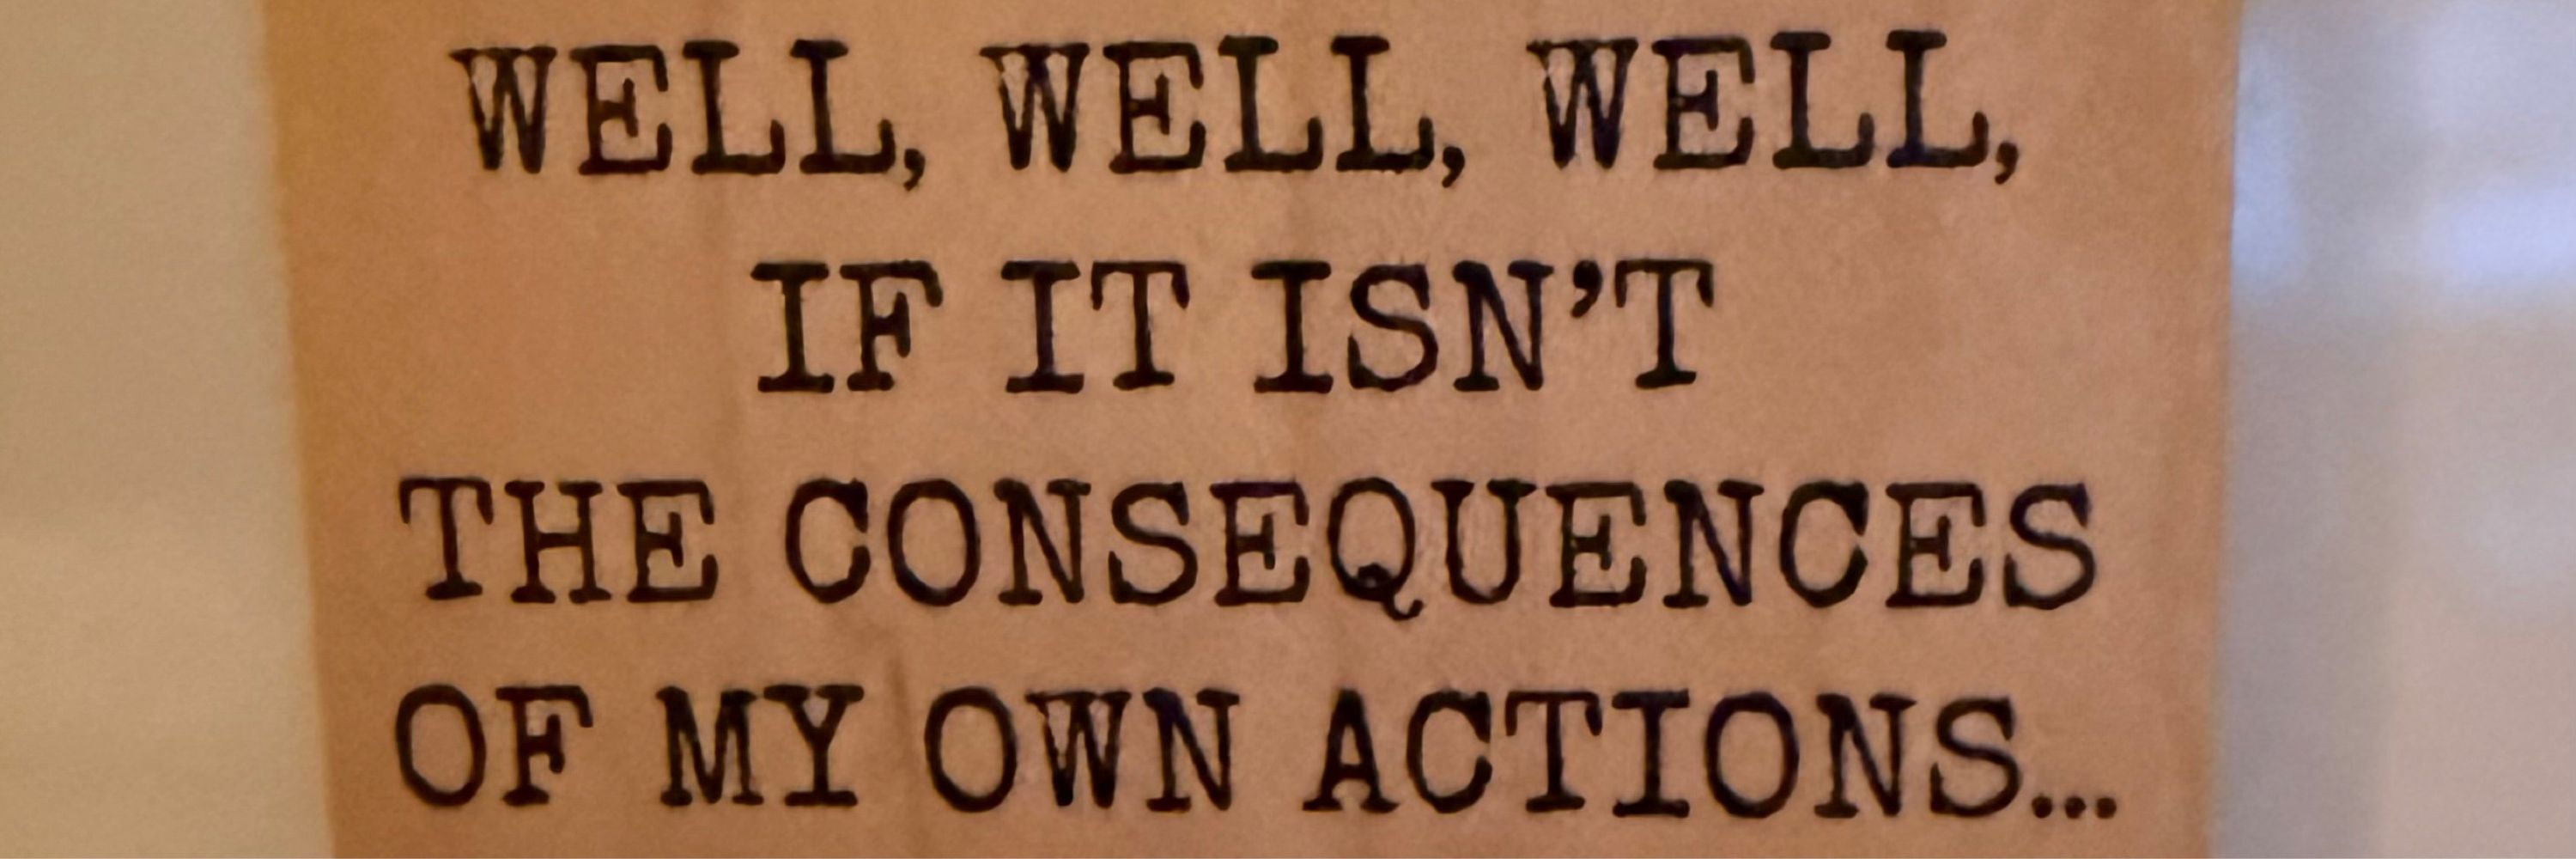 WELL, WELL, WELL,
IF IT ISN’T
THE CONSEQUENCES
OF MY OWN ACTIONS...